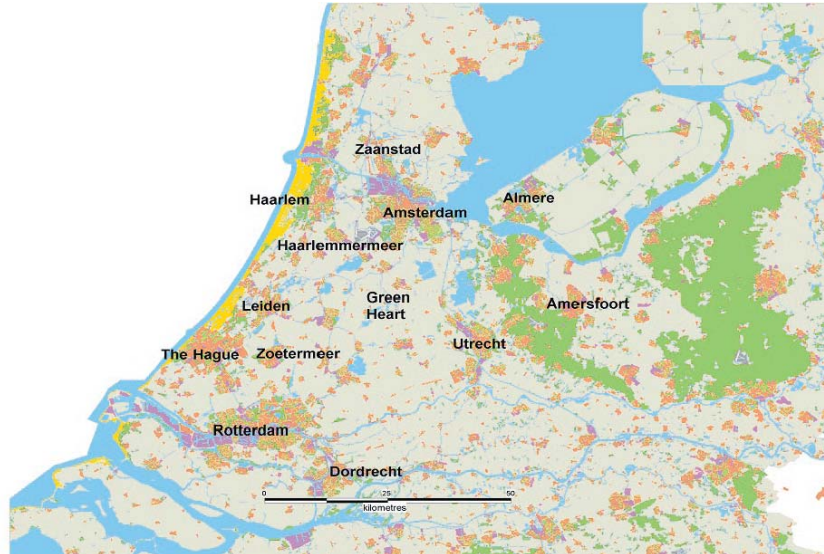 Zaanstad
Haarlem
Almere
Amsterdam
Haarlemmermeer
Green
Heart
Leiden
Amersfoort
The Hague
Zoetermeer
Utrecht
Rotterdam
Dordrecht
0 25 50
kilometres